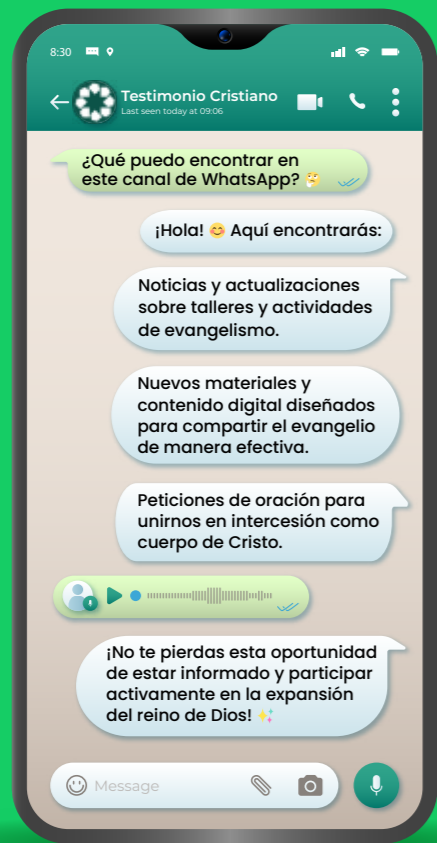 8:30
Testimonio Cristiano
Last seen today at 09:06
¿Qué puedo encontrar en
este canal de WhatsApp? 🤔
¡Hola! 😊 Aquí encontrarás:
Noticias y actualizaciones
sobre talleres y actividades
de evangelismo.
Nuevos materiales y
contenido digital diseñados
para compartir el evangelio
de manera efectiva.
Peticiones de oración para
unirnos en intercesión como
cuerpo de Cristo.
¡No te pierdas esta oportunidad
de estar informado y participar
activamente en la expansión
del reino de Dios! ✨
Message